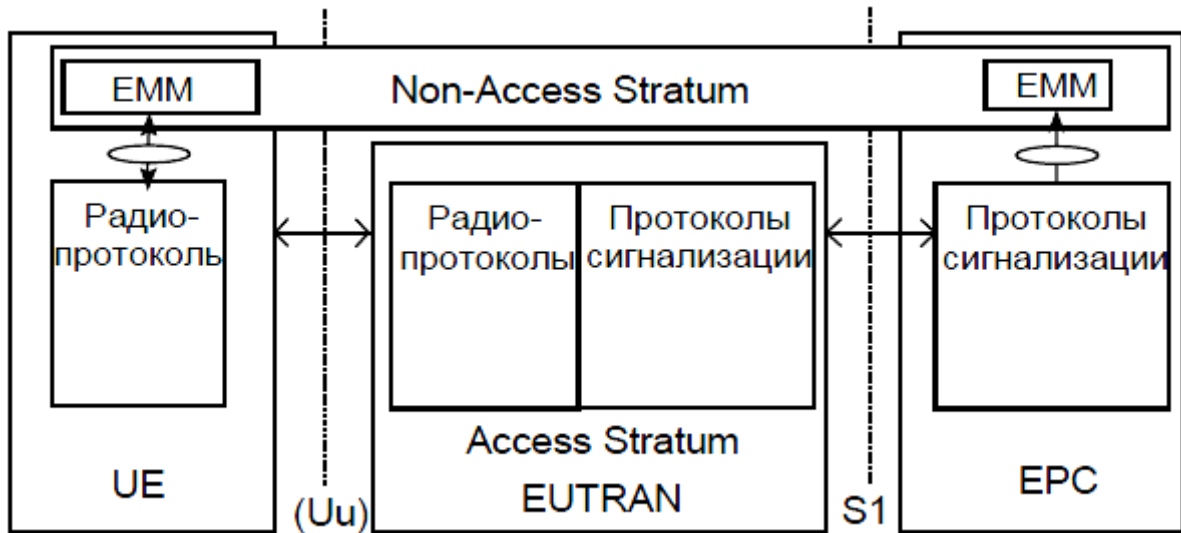 EMM
Non-Access Stratum
EMM
Радио-
протоколь
Радио-
протоколы
Протоколы
сигнализации
Протоколы
сигнализации
Access Stratum
UE
(Uu)
EUTRAN
S1
EPC